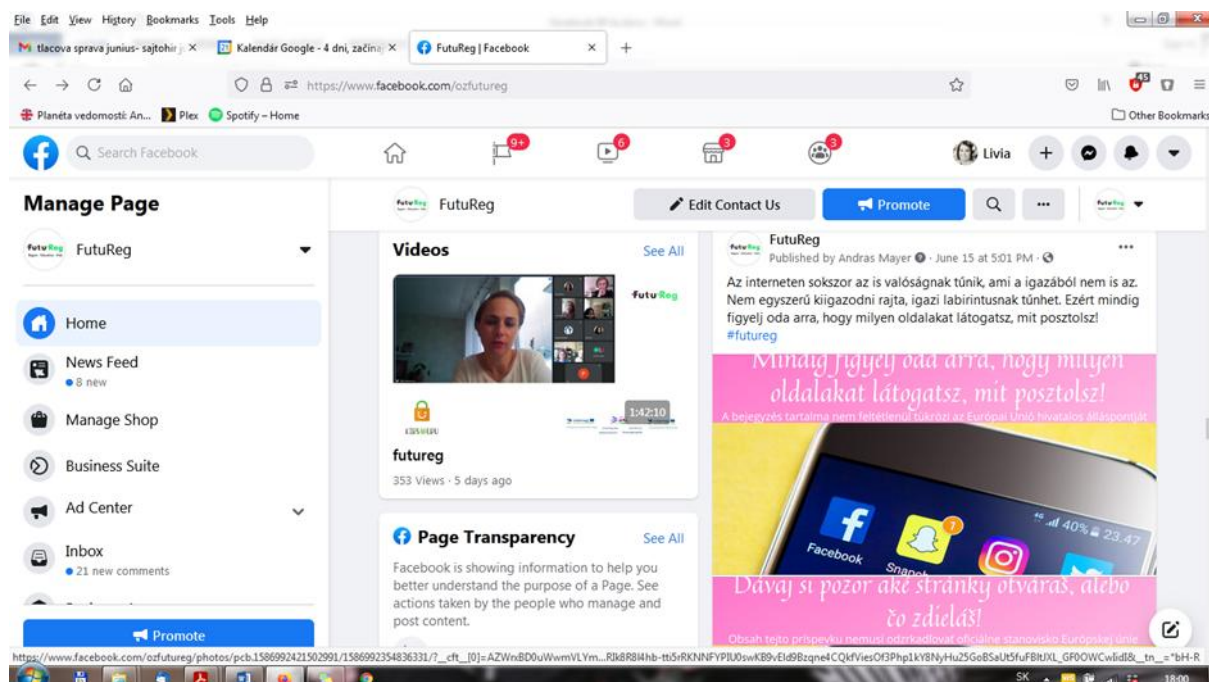 File Edit View History Bookmarks Tools Help
tlacova sprava junius- sajtohir
Kalendár Google - 4 dni, začína
FutuReg | Facebook
https://www.facebook.com/ozfutureg
45
Planéta vedomostí: An...
Plex
Spotify – Home
Other Bookmarks
Search Facebook
9+
6
3
3
Livia
Manage Page
FutuReg
Edit Contact Us
Promote
FutuReg
Home
News Feed
8 new
Manage Shop
Business Suite
Ad Center
Inbox
21 new comments
Promote
Videos
See All
FutuReg
1:42:10
futureg
353 Views · 5 days ago
Page Transparency
See All
Facebook is showing information to help you
better understand the purpose of a Page. See
actions taken by the people who manage and
post content.
FutuReg
Published by Andras Mayer · June 15 at 5:01 PM ·
Az interneten sokszor az is valóságnak tűnik, ami a igazából nem is az.
Nem egyszerű kiigazodni rajta, igazi labirintusnak tűnhet. Ezért mindig
figyelj oda arra, hogy milyen oldalakat látogatsz, mit posztolsz!
#futureg
Mindig figyelj oda arra, hogy milyen
oldalakat látogatsz, mit posztolsz!
A bejegyzés tartalma nem feltétlenül tükrözi az Európai Unió hivatalos álláspontját
Facebook
40% 23.47
Dávaj si pozor aké stránky otváraš, alebo
čo zdieláš!
Obsah tejto príspevku nemusí odzrkadlovat oficiálne stanovisko Európskej únie
SK
18:00